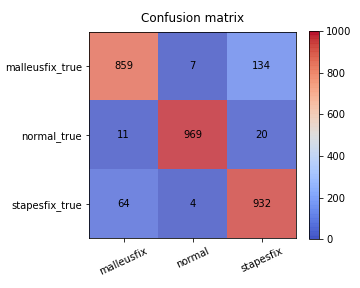 Confusion matrix
malleusfix_true 859 7 134
normal_true 11 969 20
stapesfix_true 64 4 932
malleusfix normal stapesfix
1000
800
600
400
200
0